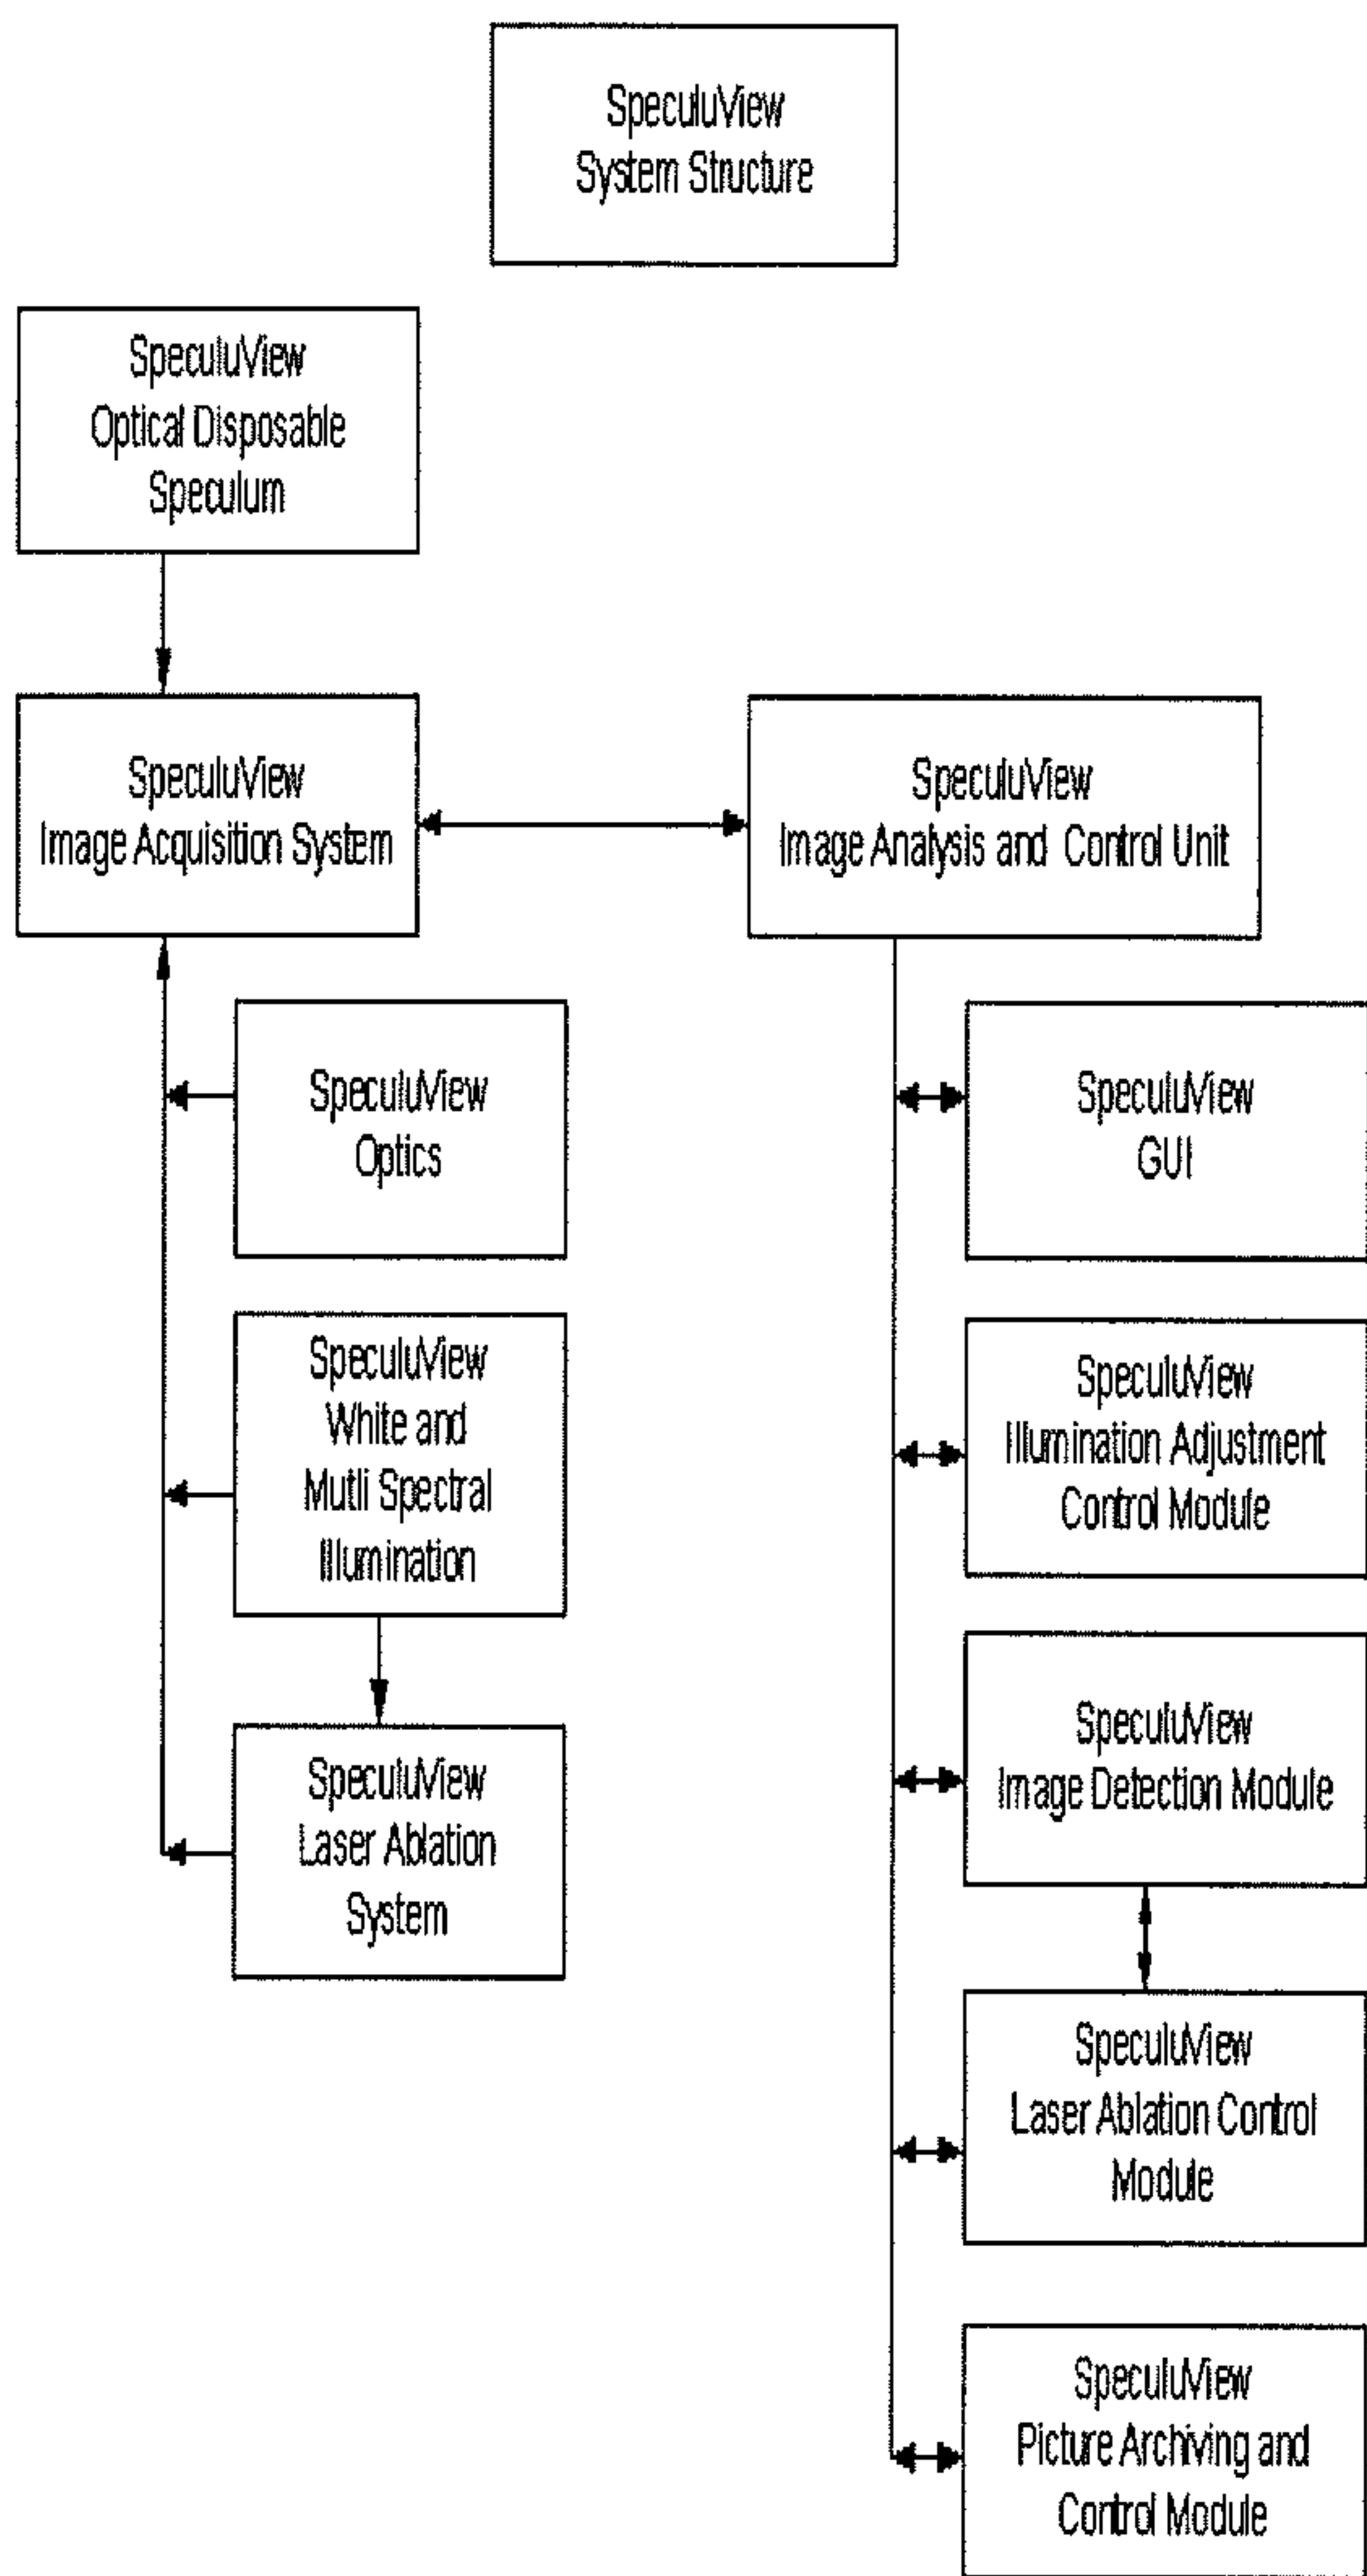 SpeculuView
System Structure
SpeculuView
Optical Disposable
Speculum
SpeculuView
Image Acquisition System
SpeculuView
Image Analysis and Control Unit
SpeculuView
Optics
SpeculuView
White and
Mutli Spectral
Illumination
SpeculuView
Laser Ablation
System
SpeculuView
GUI
SpeculuView
Illumination Adjustment
Control Module
SpeculuView
Image Detection Module
SpeculuView
Laser Ablation Control
Module
SpeculuView
Picture Archiving and
Control Module